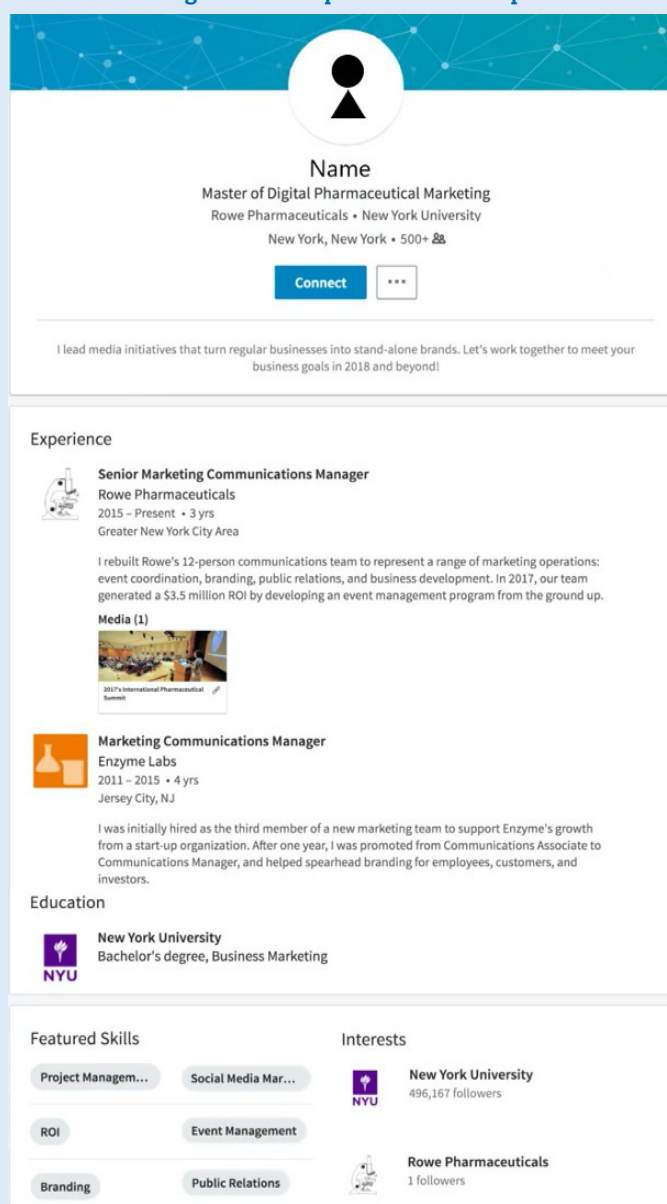 Name
Master of Digital Pharmaceutical Marketing
Rowe Pharmaceuticals • New York University
New York, New York • 500+
Connect
I lead media initiatives that turn regular businesses into stand-alone brands. Let's work together to meet your
business goals in 2018 and beyond!
Experience
Senior Marketing Communications Manager
Rowe Pharmaceuticals
2015 – Present • 3 yrs
Greater New York City Area
I rebuilt Rowe's 12-person communications team to represent a range of marketing operations:
event coordination, branding, public relations, and business development. In 2017, our team
generated a $3.5 million ROI by developing an event management program from the ground up.
Media (1)
2017's International Pharmaceutical
Summit
Marketing Communications Manager
Enzyme Labs
2011 – 2015 • 4 yrs
Jersey City, NJ
I was initially hired as the third member of a new marketing team to support Enzyme's growth
from a start-up organization. After one year, I was promoted from Communications Associate to
Communications Manager, and helped spearhead branding for employees, customers, and
investors.
Education
New York University
Bachelor's degree, Business Marketing
NYU
Featured Skills
Project Managem...
Social Media Mar...
ROI
Event Management
Branding
Public Relations
Interests
NYU
New York University
496,167 followers
Rowe Pharmaceuticals
1 followers